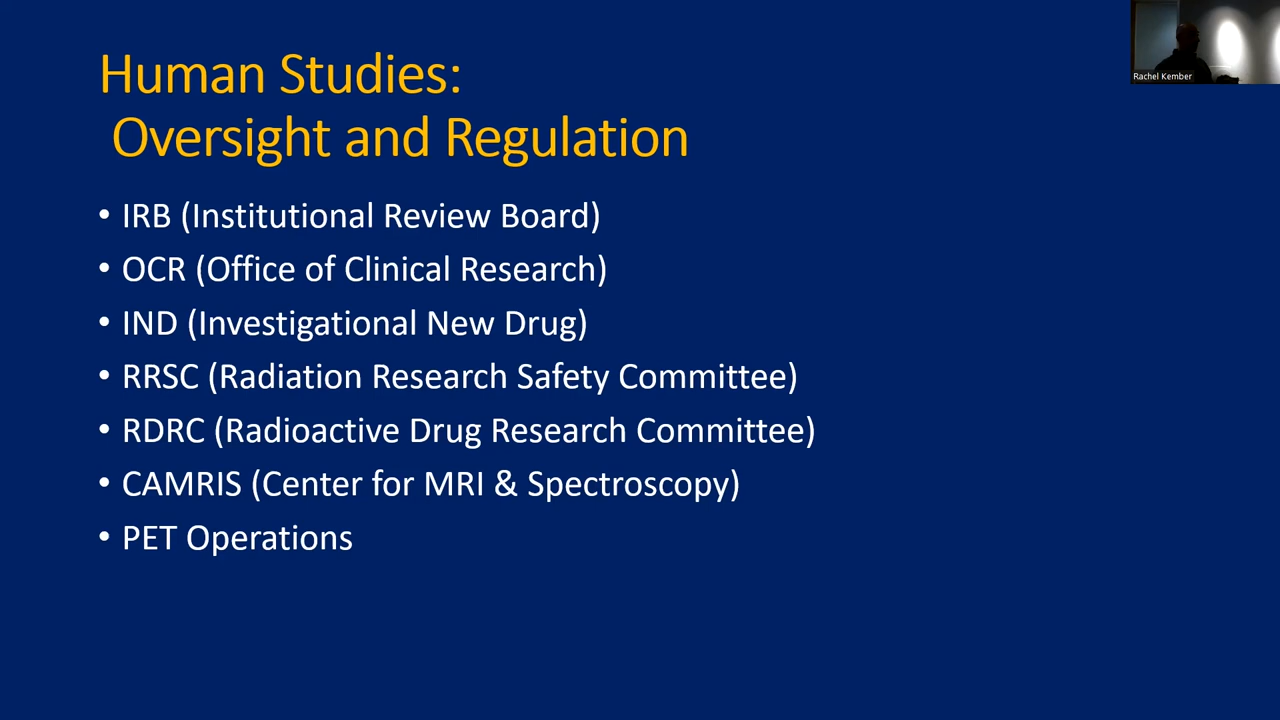 Human Studies:
Oversight and Regulation
• IRB (Institutional Review Board)
• OCR (Office of Clinical Research)
• IND (Investigational New Drug)
• RRSC (Radiation Research Safety Committee)
• RDRC (Radioactive Drug Research Committee)
• CAMRIS (Center for MRI & Spectroscopy)
• PET Operations
Rachel Kember